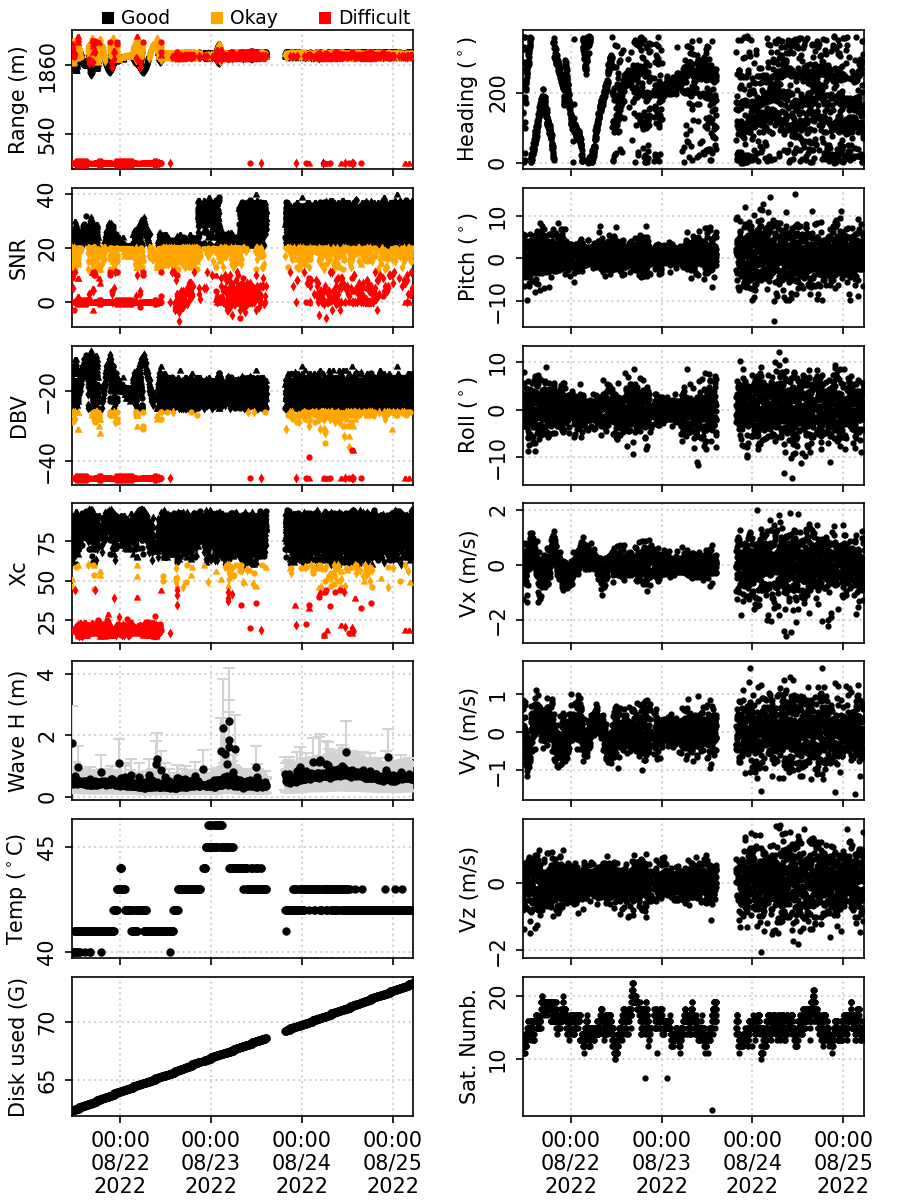 Good Okay Difficult
Range (m)
1860
540
Heading (°)
200
0
SNR
40
20
0
Pitch (°)
10
0
−10
DBV
−20
−40
Roll (°)
10
0
−10
Xc
75
50
25
Vx (m/s)
2
0
−2
Wave H (m)
4
2
0
Vy (m/s)
1
0
−1
Temp (°C)
45
40
Vz (m/s)
0
−2
Disk used (G)
70
65
Sat. Numb.
20
10
00:00 00:00 00:00 00:00
08/22 08/23 08/24 08/25
2022 2022 2022 2022
00:00 00:00 00:00 00:00
08/22 08/23 08/24 08/25
2022 2022 2022 2022